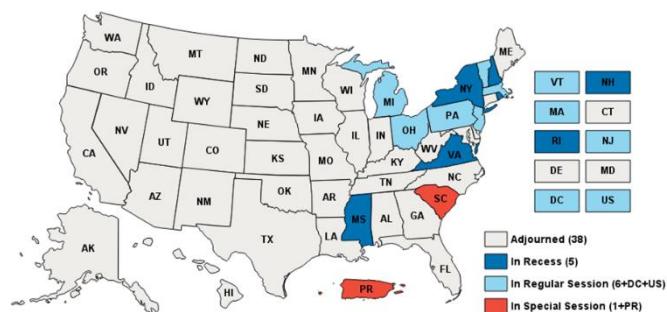 WA
MT
ND
MN
ME
OR
ID
SD
WI
MI
NY
VT
NH
WY
IA
PA
MA
CT
NV
NE
IL
IN
OH
RI
NJ
UT
CO
WV
VA
CA
KS
MO
KY
DE
MD
NC
TN
DC
US
AZ
NM
OK
AR
SC
MS
AL
GA
Adjourned (38)
TX
LA
In Recess (5)
AK
FL
In Regular Session (6+DC+US)
HI
PR
In Special Session (1+PR)